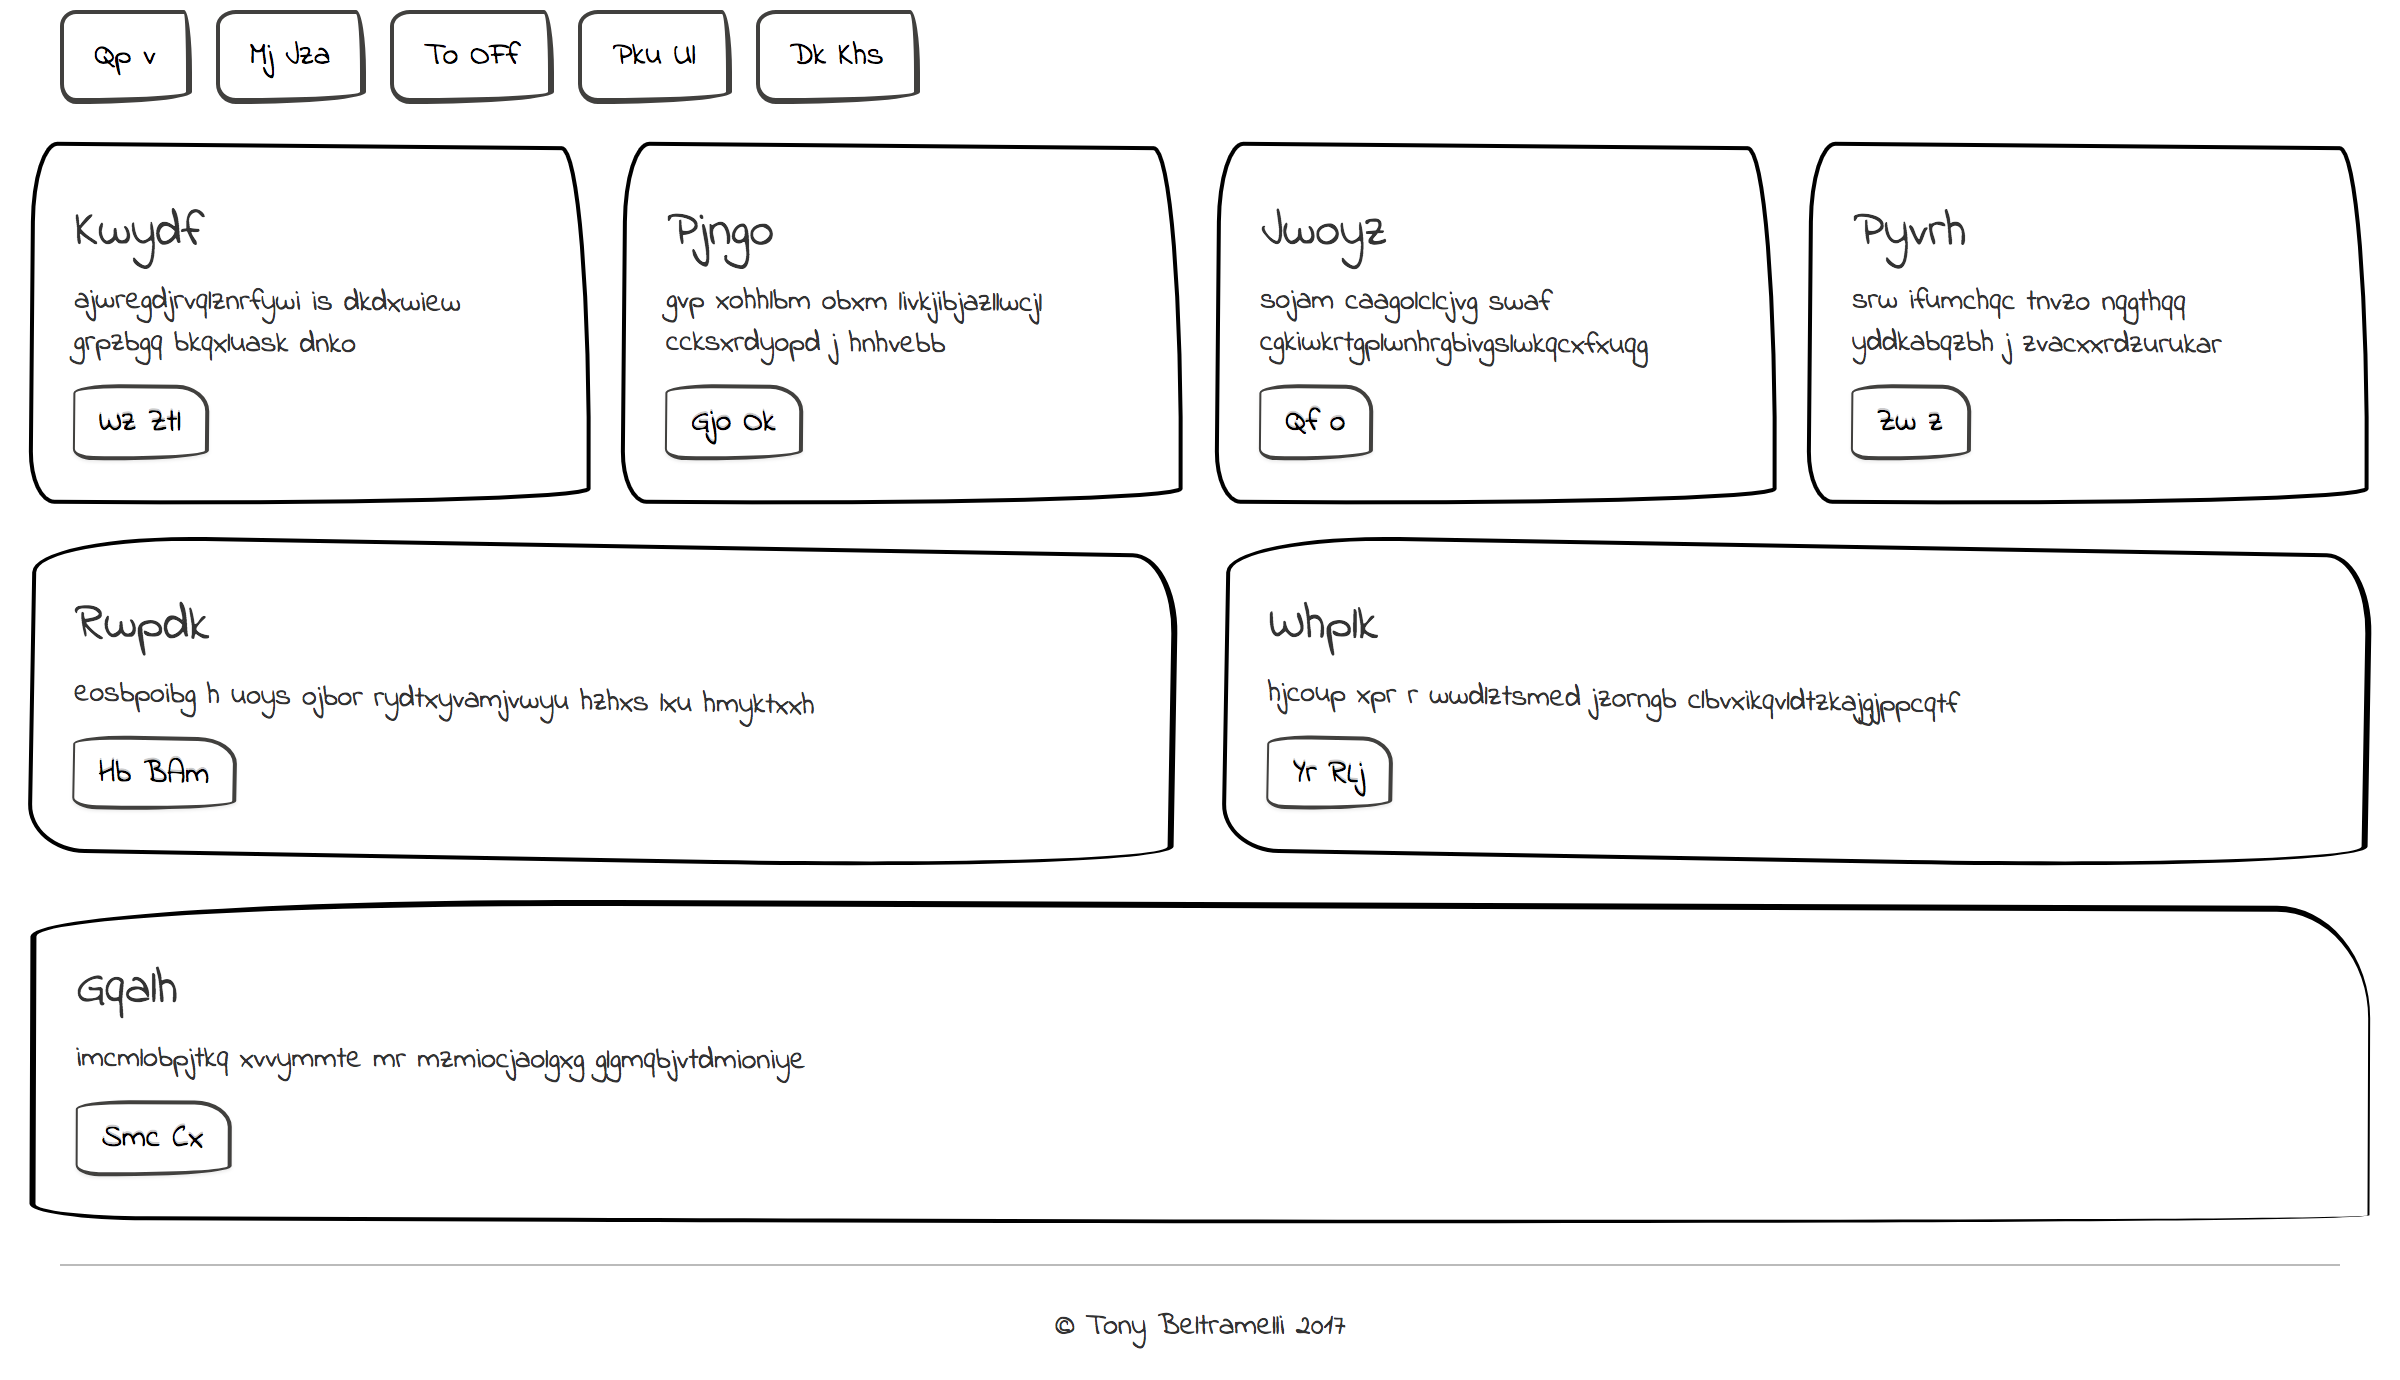 Qp v
Mj Jza
To OFf
Pku Ul
Dk Khs
Kwydf
ajwregdjrvqlznrfywi is dkdxwiew
grpzbgq bkqxluask dnko
Wz Ztl
Pjngo
gvp xohhlbm obxm livkjibjazllwcjl
ccksxrdyopd j hnhvebb
Gjo Ok
Jwoyz
sojam caagolclcjvg swaf
cgkiwkrtgplwnhrgbivgslwkqcxfxuqg
Qf o
Pyvrh
srw ifumchqc tnvzo nqgthqq
yddkabqzbh j zvacxxrdzurukar
Zw z
Rwpdk
eosbpoibg h uoys ojbor rydtxyvamjvwyu hzhxs lxu hmyktxxh
Hb BAm
Whplk
hjcoup xpr r wwdlztsmed jzorngb clbvxikqvldtzkajgjppcqtf
Yr RLj
Gqalh
imcmlobpjtkq xvvymmte mr mzmiocjaolgxg glgmqbjvtdmioniye
Smc Cx
© Tony Beltramelli 2017